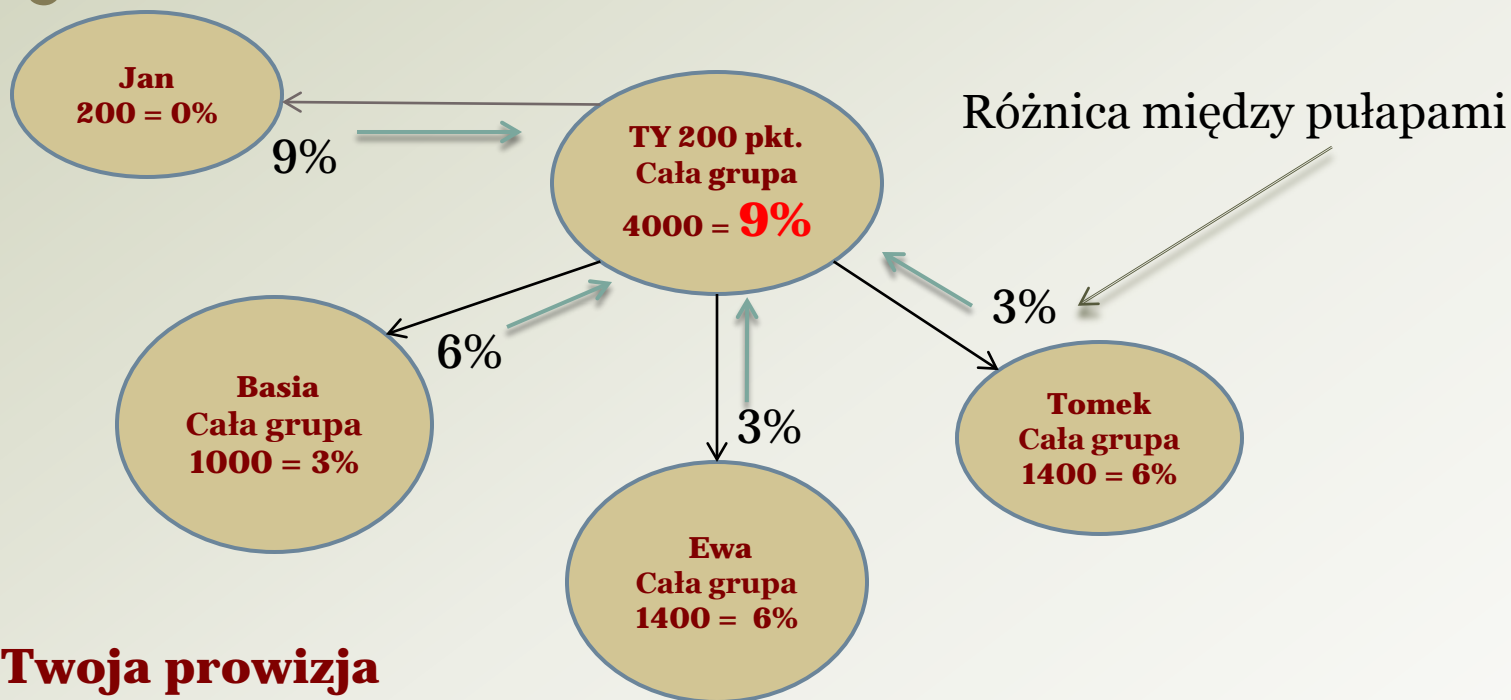 Jan
200 = 0%
9%
TY 200 pkt.
Cała grupa
4000 = 9%
Różnica między pułapami
3%
6%
Basia
Cała grupa
1000 = 3%
3%
Tomek
Cała grupa
1400 = 6%
Ewa
Cała grupa
1400 = 6%
Twoja prowizja